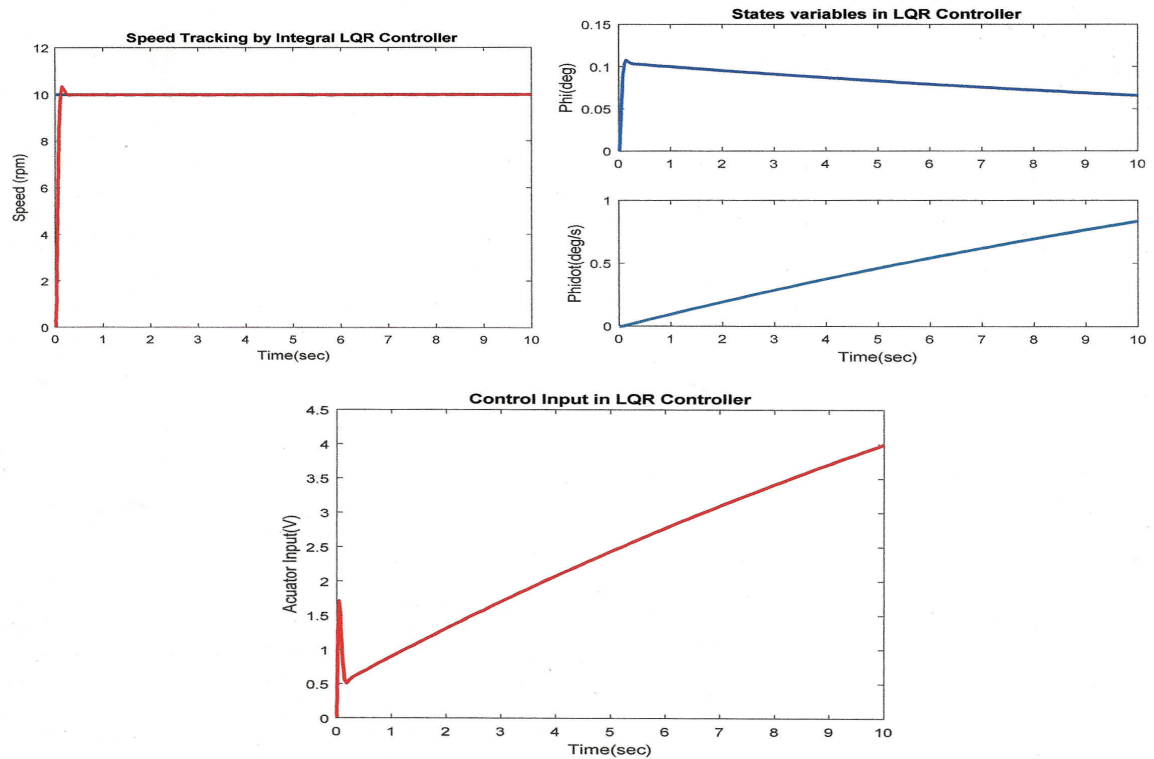 Speed Tracking by Integral LQR Controller
12
10
8
6
4
2
0
Speed (rpm)
0 1 2 3 4 5 6 7 8 9 10
Time(sec)
States variables in LQR Controller
0.15
0.1
0.05
0
Phi(deg)
0 1 2 3 4 5 6 7 8 9 10
1
0.5
0
Phidot(deg/s)
0 1 2 3 4 5 6 7 8 9 10
Time(sec)
Control Input in LQR Controller
4.5
4
3.5
3
2.5
2
1.5
1
0.5
0
Acuator Input(V)
0 1 2 3 4 5 6 7 8 9 10
Time(sec)